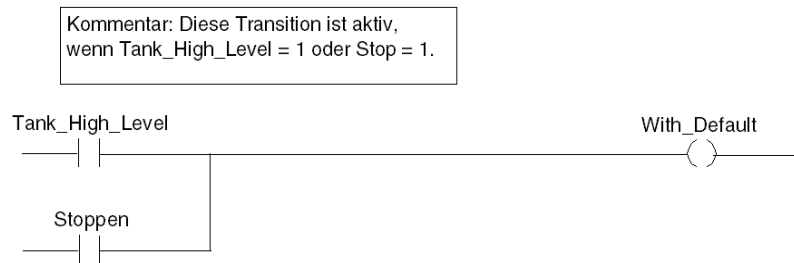 Kommentar: Diese Transition ist aktiv,
wenn Tank_High_Level = 1 oder Stop = 1.
Tank_High_Level
With_Default
Stoppen